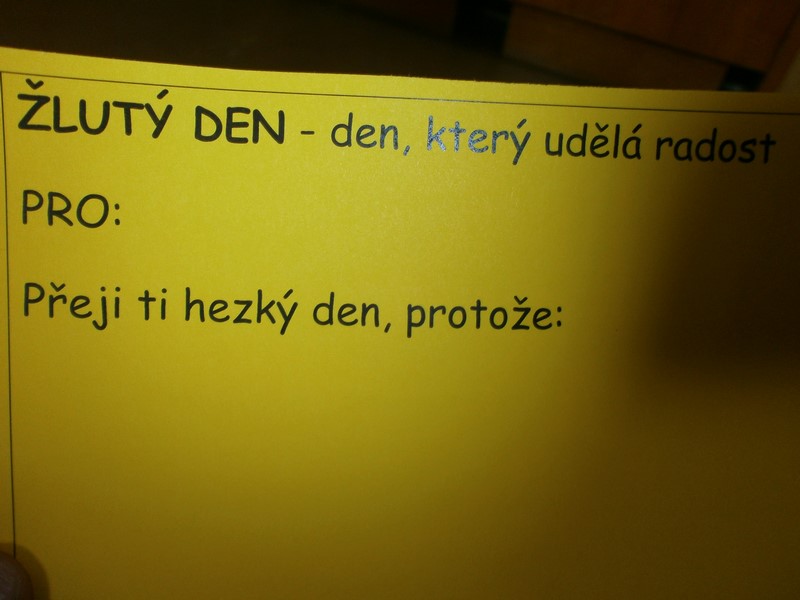 ŽLUTÝ DEN - den, který udělá radost
PRO:
Přeji ti hezký den, protože: